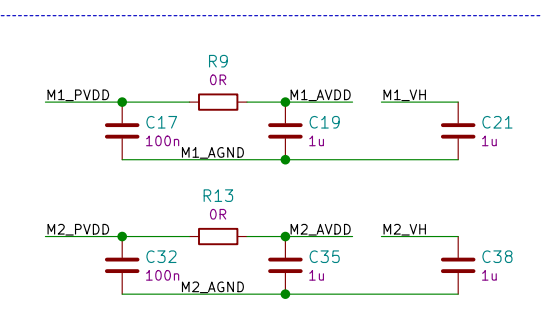 R9
0R
M1_PVDD
M1_AVDD
M1_VH
C17
100n
C19
1u
C21
1u
M1_AGND
R13
0R
M2_PVDD
M2_AVDD
M2_VH
C32
100n
C35
1u
C38
1u
M2_AGND